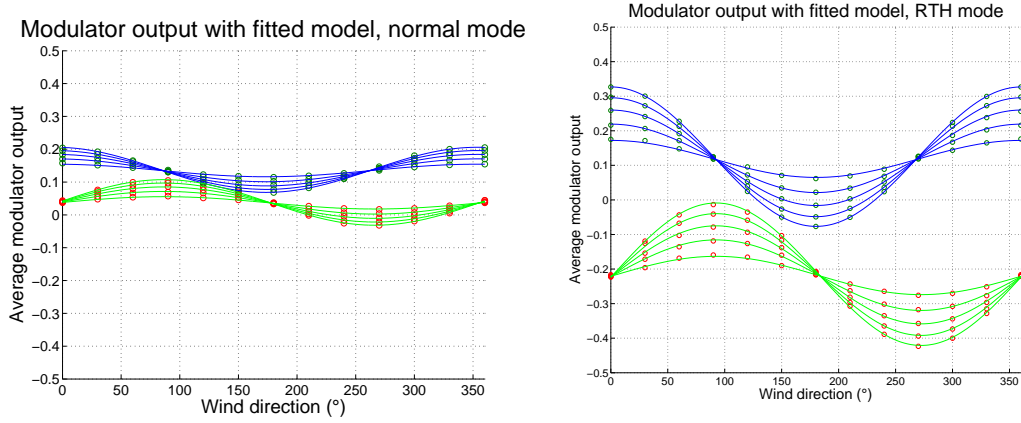 Modulator output with fitted model, normal mode
0.5
0.4
0.3
0.2
0.1
0
−0.1
−0.2
−0.3
−0.4
−0.5
0 50 100 150 200 250 300 350
Average modulator output
Wind direction (°)
Modulator output with fitted model, RTH mode
0.5
0.4
0.3
0.2
0.1
0
−0.1
−0.2
−0.3
−0.4
−0.5
0 50 100 150 200 250 300 350
Average modulator output
Wind direction (°)